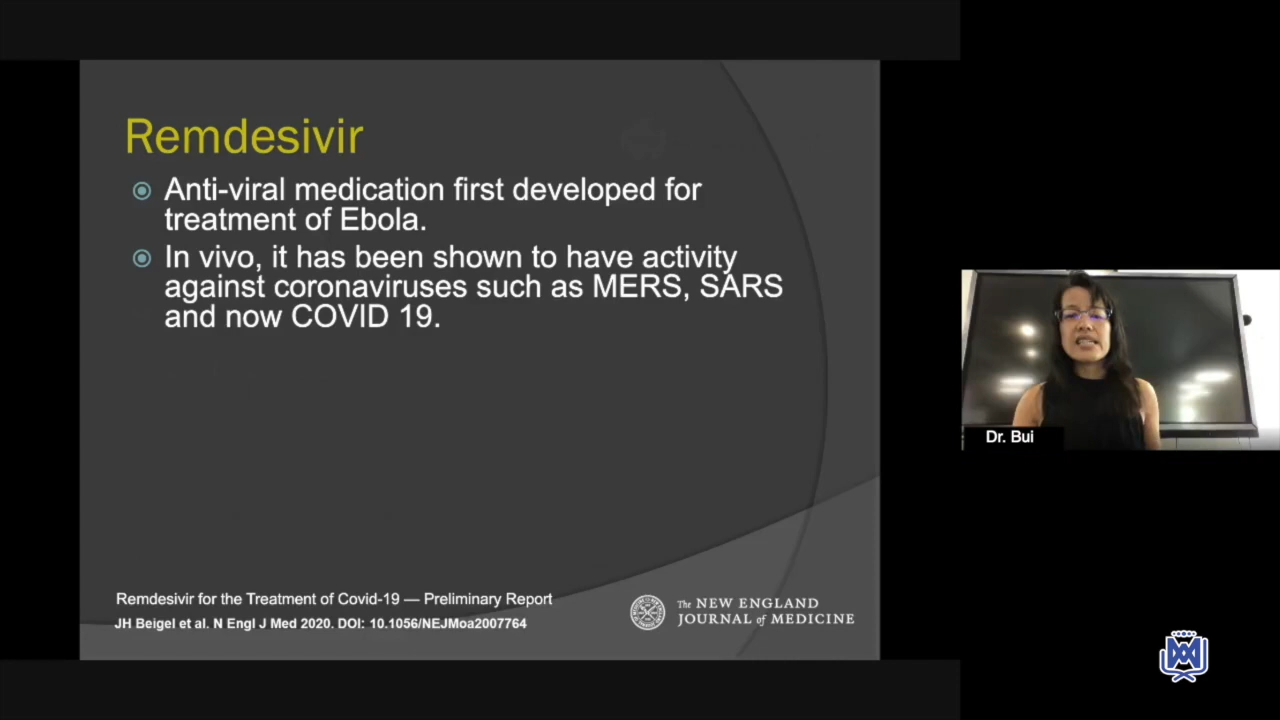 Remdesivir
Anti-viral medication first developed for
treatment of Ebola.
In vivo, it has been shown to have activity
against coronaviruses such as MERS, SARS
and now COVID 19.
Remdesivir for the Treatment of Covid-19 — Preliminary Report
JH Beigel et al. N Engl J Med 2020. DOI: 10.1056/NEJMoa2007764
The NEW ENGLAND
JOURNAL of MEDICINE
Dr. Bui